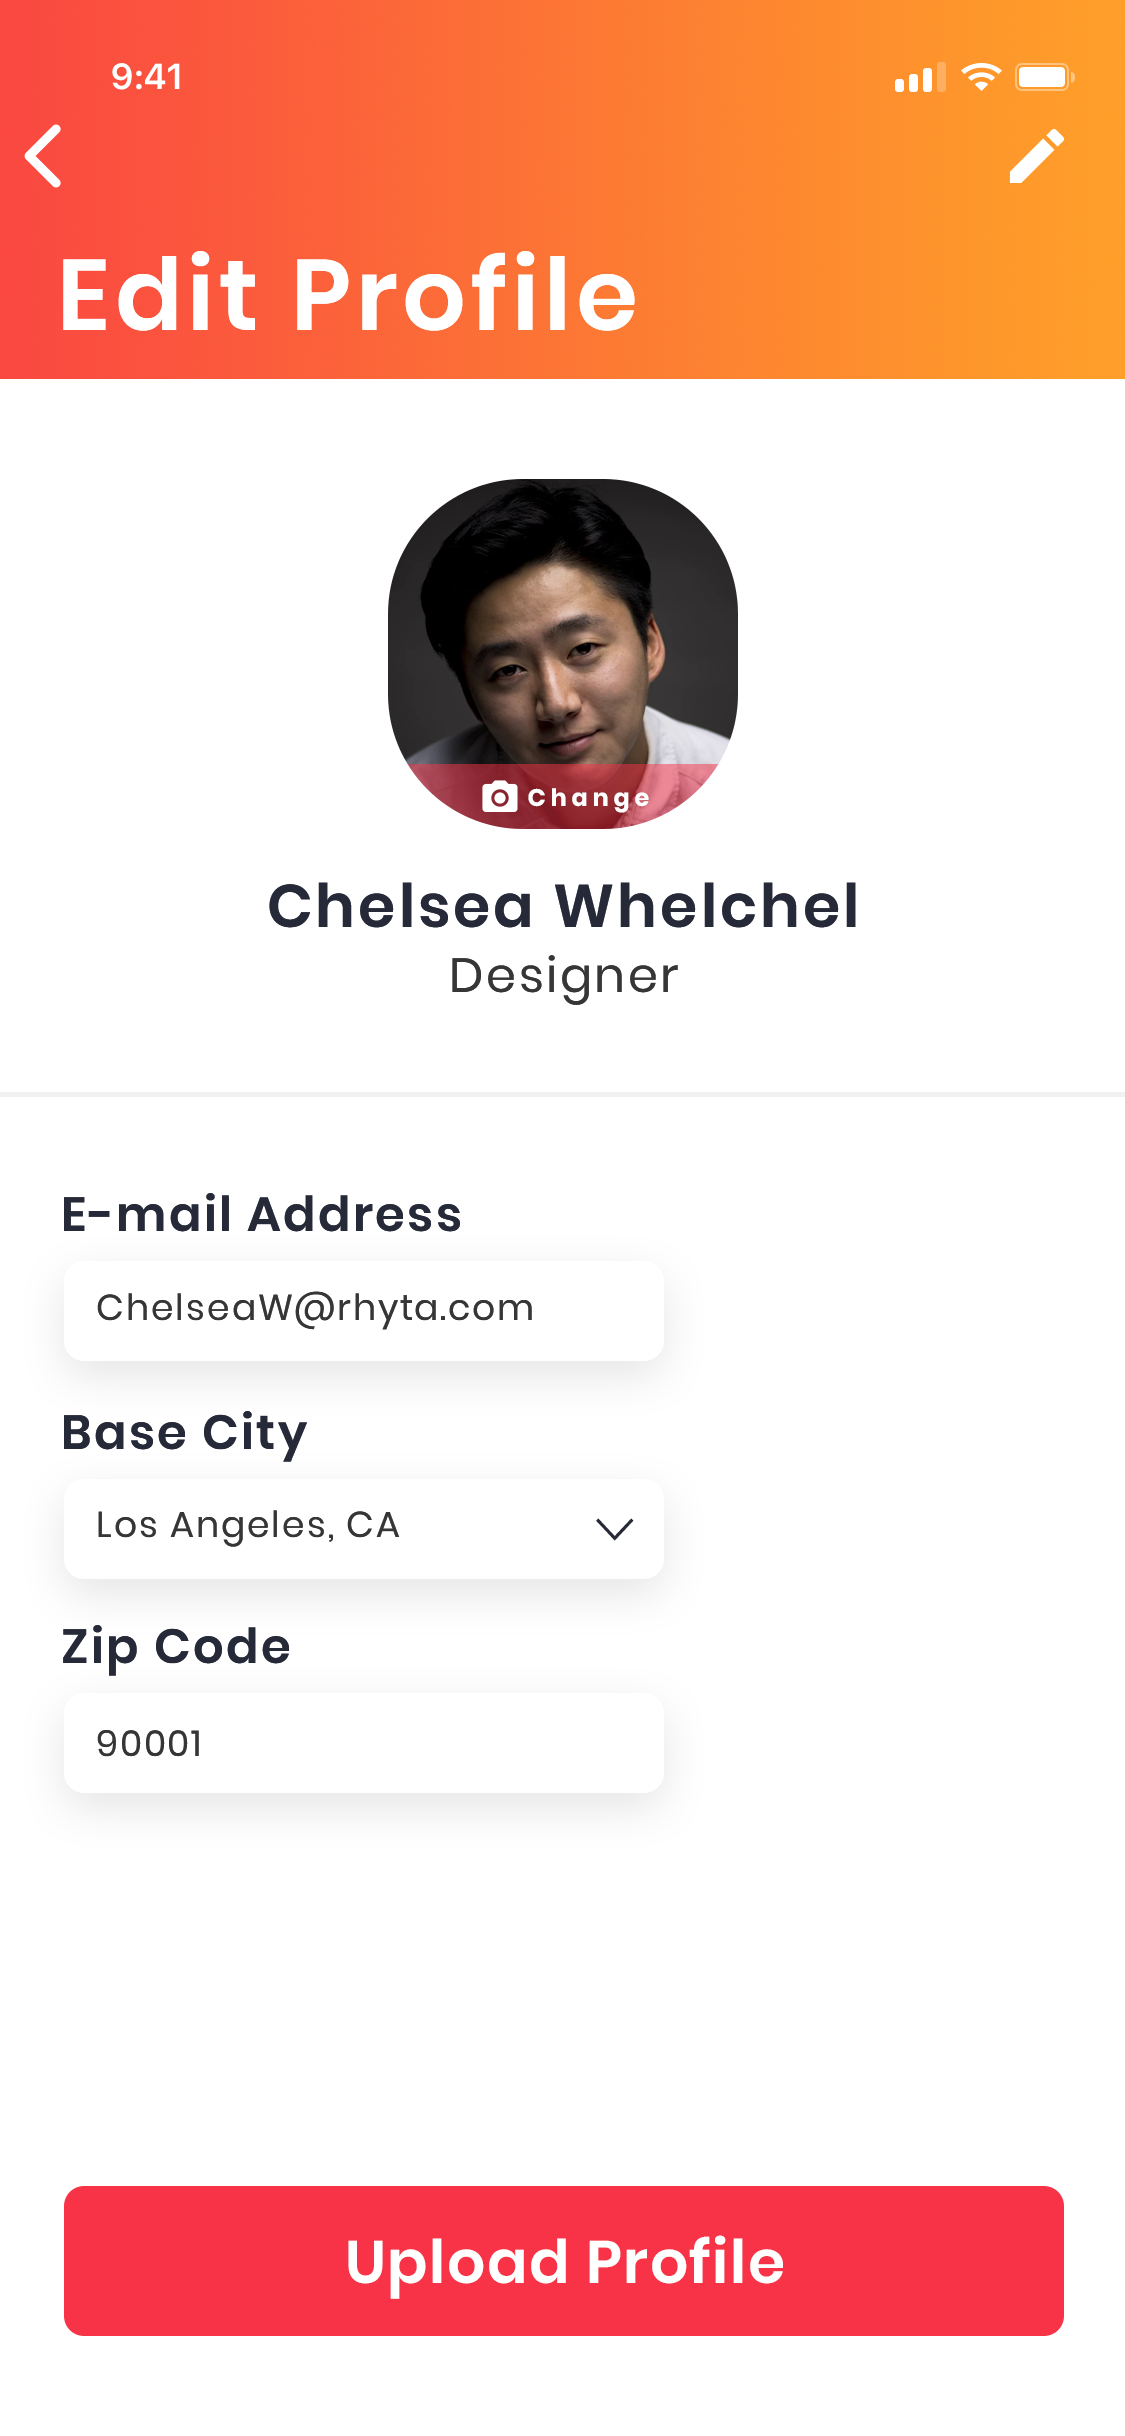 9:41
Edit Profile
Change
Chelsea Whelchel
Designer
E-mail Address
ChelseaW@rhyta.com
Base City
Los Angeles, CA
Zip Code
90001
Upload Profile